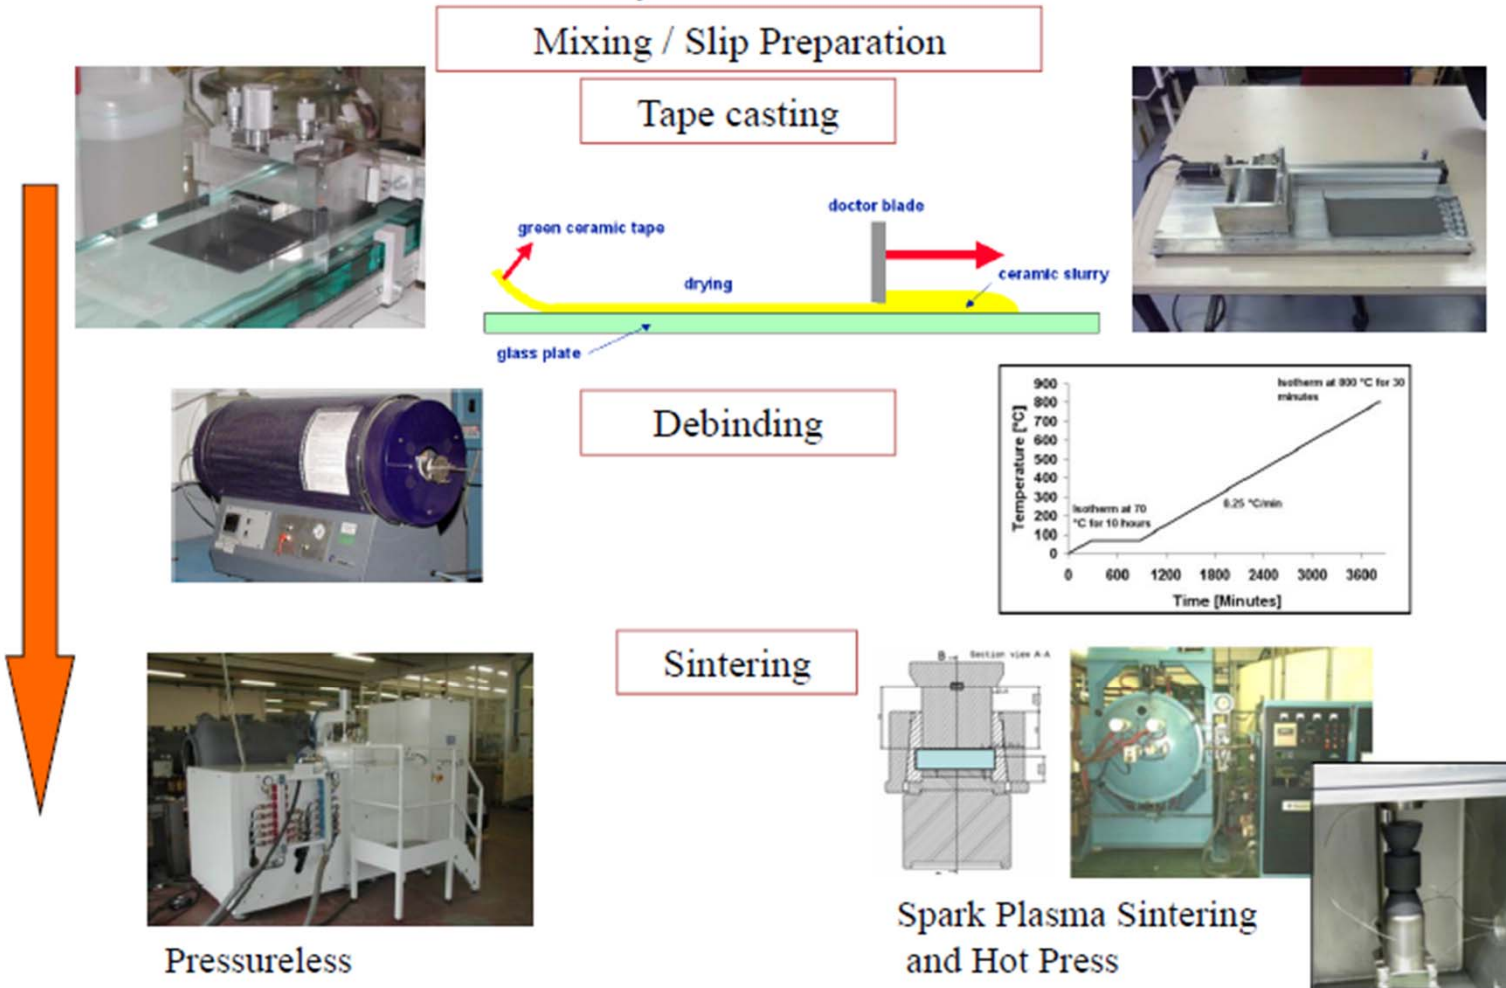 Mixing / Slip Preparation
Tape casting
doctor blade
green ceramic tape
drying
ceramic slurry
glass plate
Debinding
Isotherm at 800 °C for 30
minutes
900
800
700
600
500
400
300
200
100
0
Temperature [°C]
Isotherm at 70
°C for 10 hours
0.25 °C/min
0 600 1200 1800 2400 3000 3600
Time [Minutes]
Sintering
B
Section view A-A
Spark Plasma Sintering
and Hot Press
Pressureless